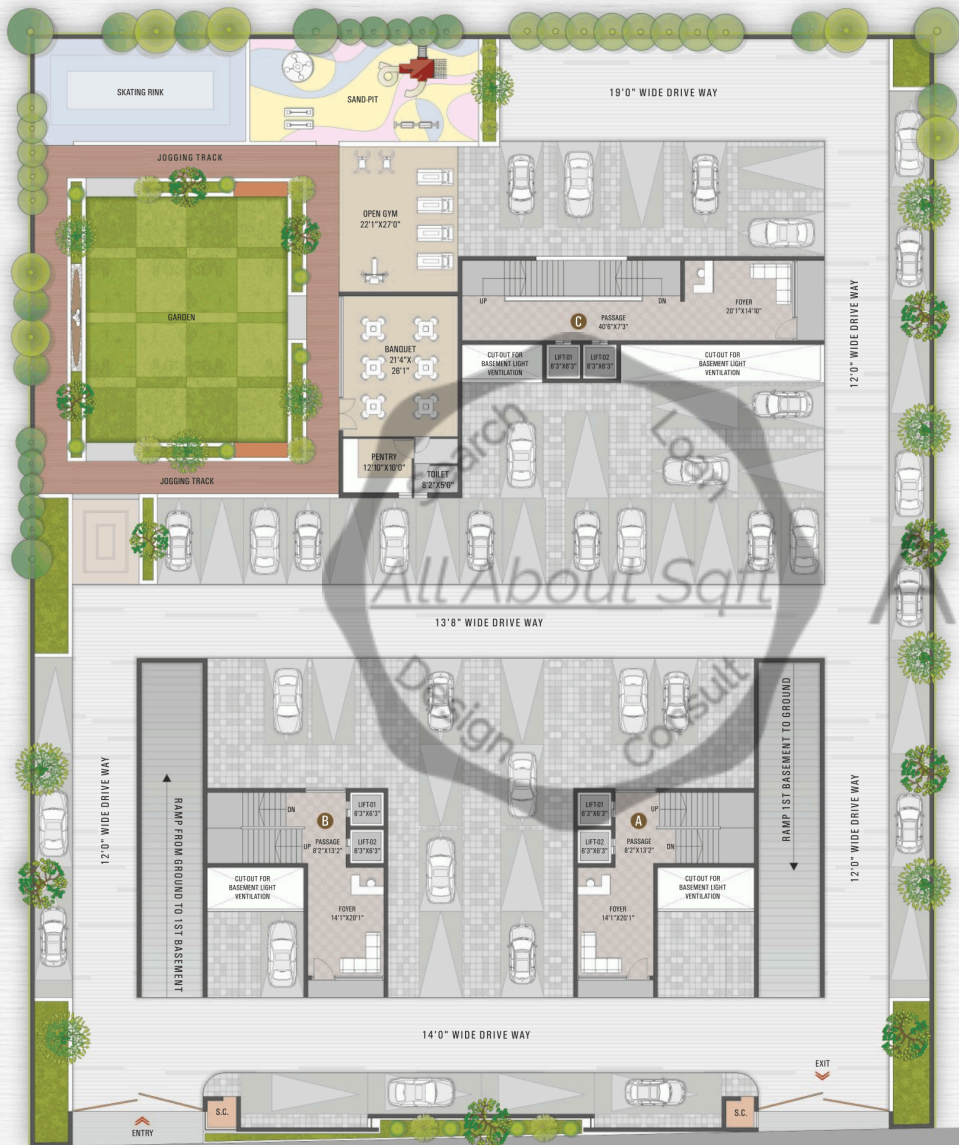 SKATING RINK
SAND-PIT
19'0" WIDE DRIVE WAY
JOGGING TRACK
OPEN GYM
22'1"X27'0"
GARDEN
UP
DN
C
PASSAGE
40'6"X7'3"
FOYER
20'1"X14'10"
12'0" WIDE DRIVE WAY
BANQUET
21'4"X
26'1"
CUT-OUT FOR
BASEMENT LIGHT
VENTILATION
LIFT-01
6'3"X6'3"
LIFT-02
6'3"X6'3"
CUT-OUT FOR
BASEMENT LIGHT
VENTILATION
Search
Loan
PENTRY
12'10"X10'0"
TOILET
8'2"X5'0"
JOGGING TRACK
All About Sqft
A
13'8" WIDE DRIVE WAY
Design
Consult
12'0" WIDE DRIVE WAY
RAMP FROM GROUND TO 1ST BASEMENT
DN
B
UP
PASSAGE
8'2"X13'2"
LIFT-01
6'3"X6'3"
LIFT-02
6'3"X6'3"
LIFT-01
6'3"X6'3"
LIFT-02
6'3"X6'3"
UP
A
DN
PASSAGE
8'2"X13'2"
RAMP 1ST BASEMENT TO GROUND
12'0" WIDE DRIVE WAY
CUT-OUT FOR
BASEMENT LIGHT
VENTILATION
FOYER
14'1"X20'1"
FOYER
14'1"X20'1"
CUT-OUT FOR
BASEMENT LIGHT
VENTILATION
14'0" WIDE DRIVE WAY
EXIT
S.C.
S.C.
ENTRY